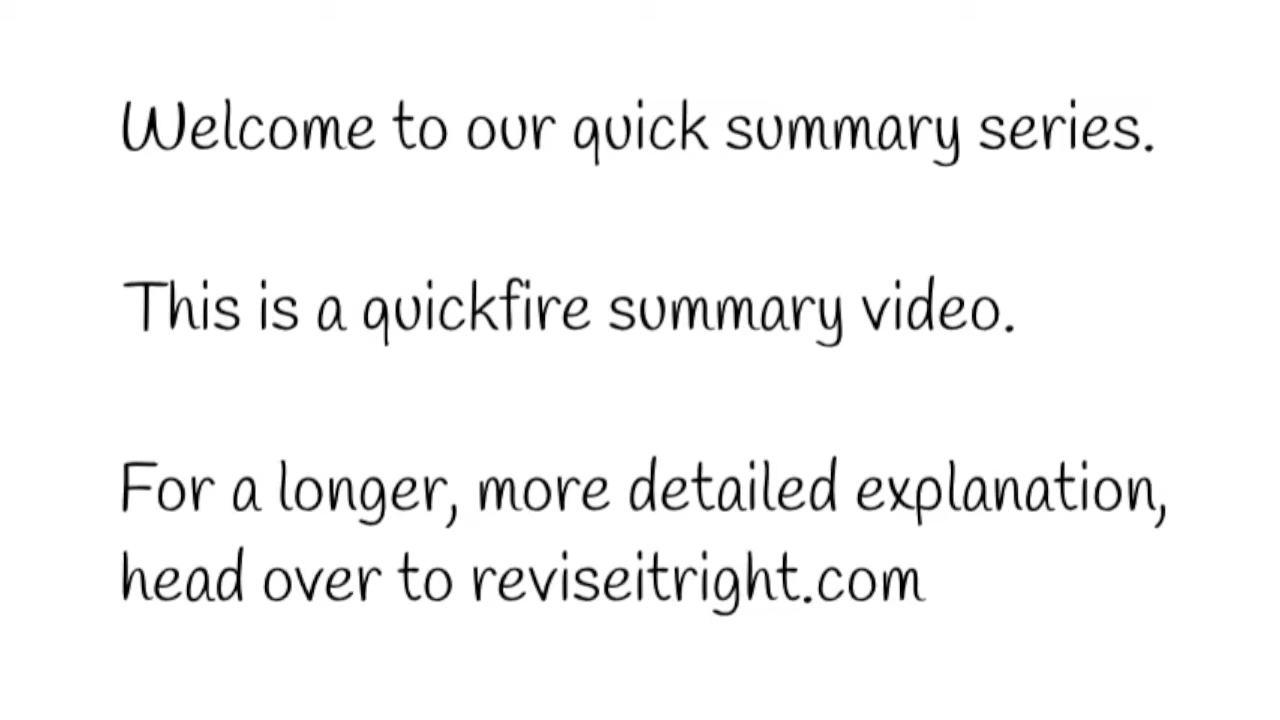 Welcome to our quick summary series.
This is a quickfire summary video.
For a longer, more detailed explanation,
head over to reviseitright.com